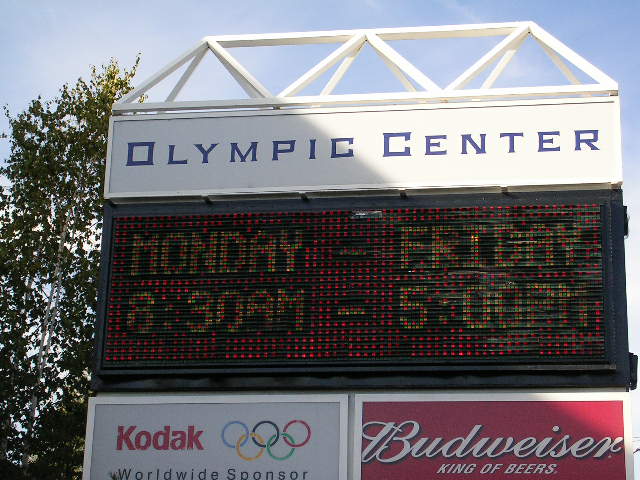 OLYMPIC CENTER
MONDAY - FRIDAY
8:30AM - 5:00PM
Kodak
Worldwide Sponsor
Budweiser
KING OF BEERS.